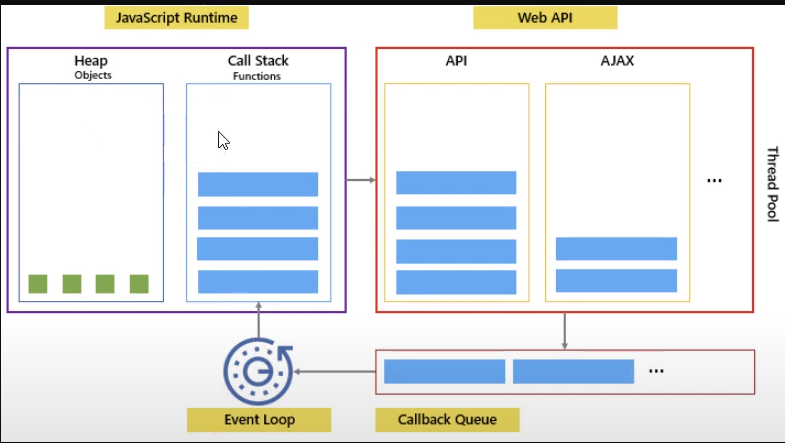 JavaScript Runtime
Web API
Heap
Objects
Call Stack
Functions
API
AJAX
...
Thread Pool
...
Event Loop
Callback Queue